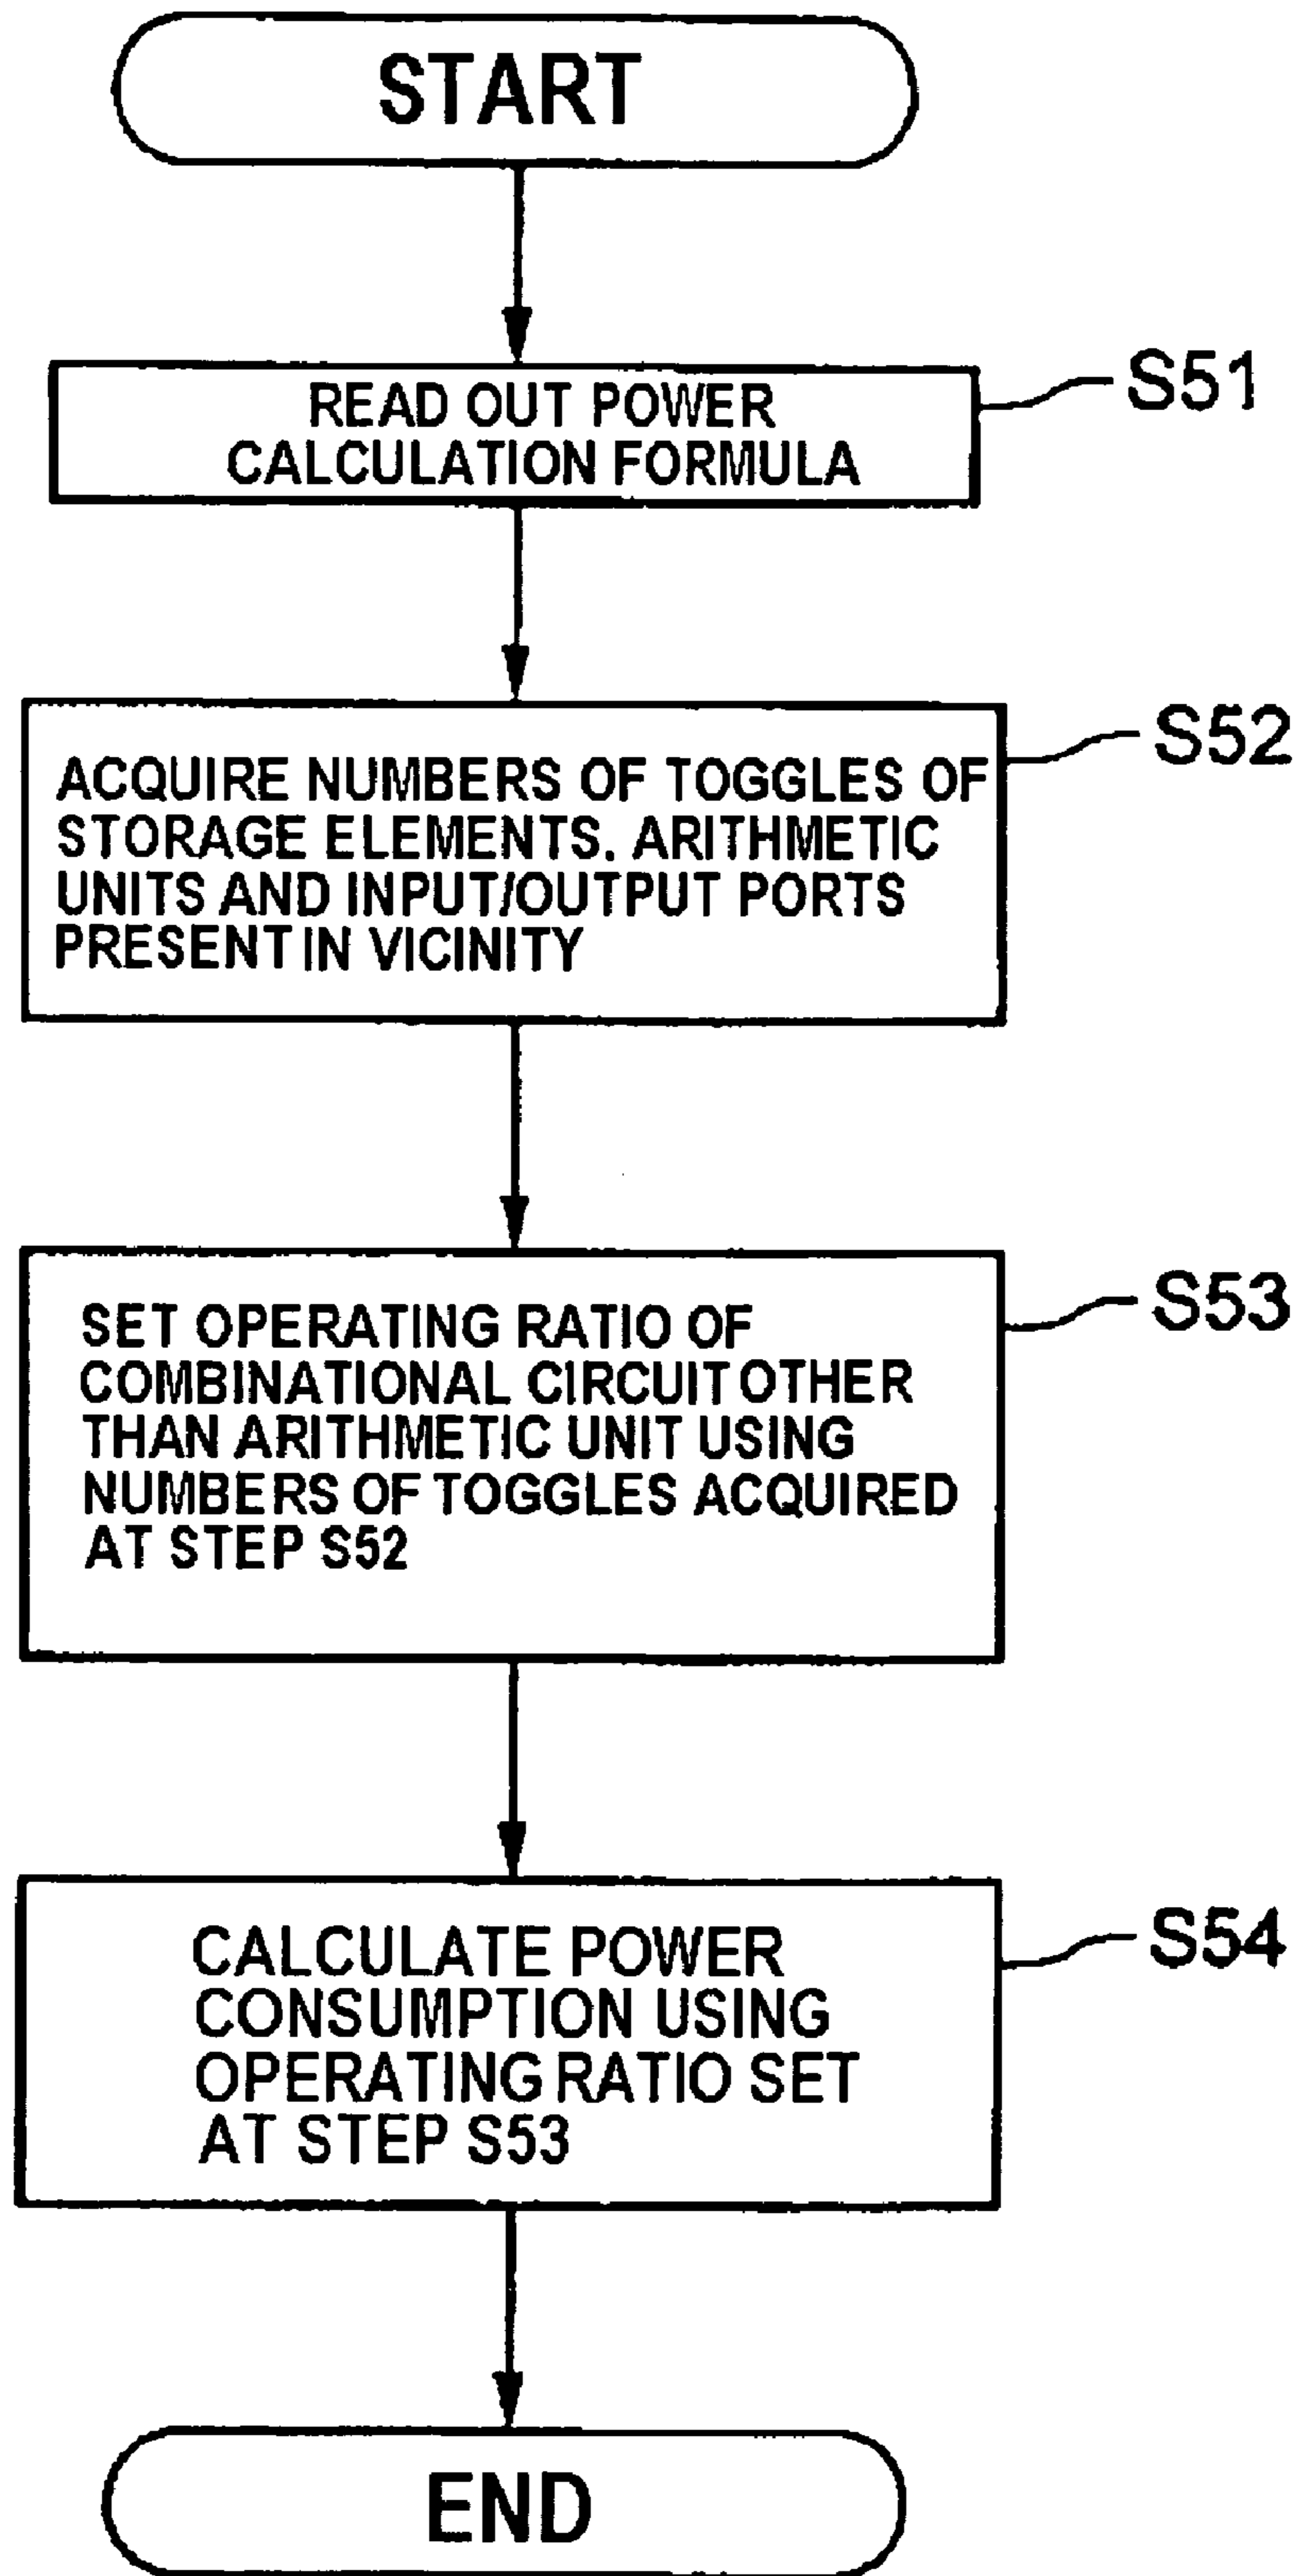 START
READ OUT POWER
CALCULATION FORMULA
S51
ACQUIRE NUMBERS OF TOGGLES OF
STORAGE ELEMENTS. ARITHMETIC
UNITS AND INPUT/OUTPUT PORTS
PRESENT IN VICINITY
S52
SET OPERATING RATIO OF
COMBINATIONAL CIRCUIT OTHER
THAN ARITHMETIC UNIT USING
NUMBERS OF TOGGLES ACQUIRED
AT STEP S52
S53
CALCULATE POWER
CONSUMPTION USING
OPERATING RATIO SET
AT STEP S53
S54
END